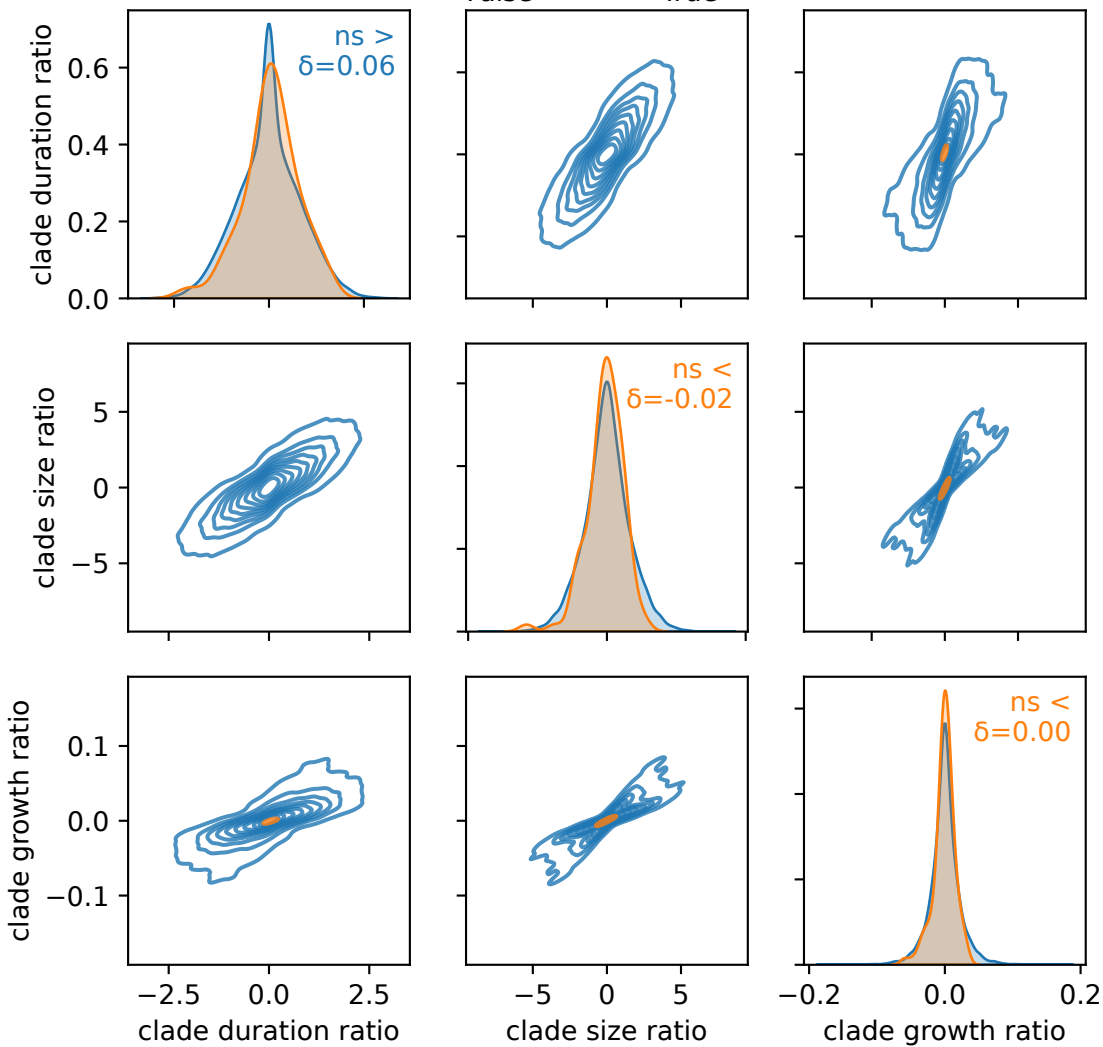 True
clade duration ratio
0.6
0.4
0.2
0.0
ns >
δ=0.06
clade size ratio
5
0
−5
ns <
δ=-0.02
clade growth ratio
0.1
0.0
−0.1
ns <
δ=0.00
−2.5 0.0 2.5
−5 0 5
−0.2 0.0 0.2
clade duration ratio
clade size ratio
clade growth ratio